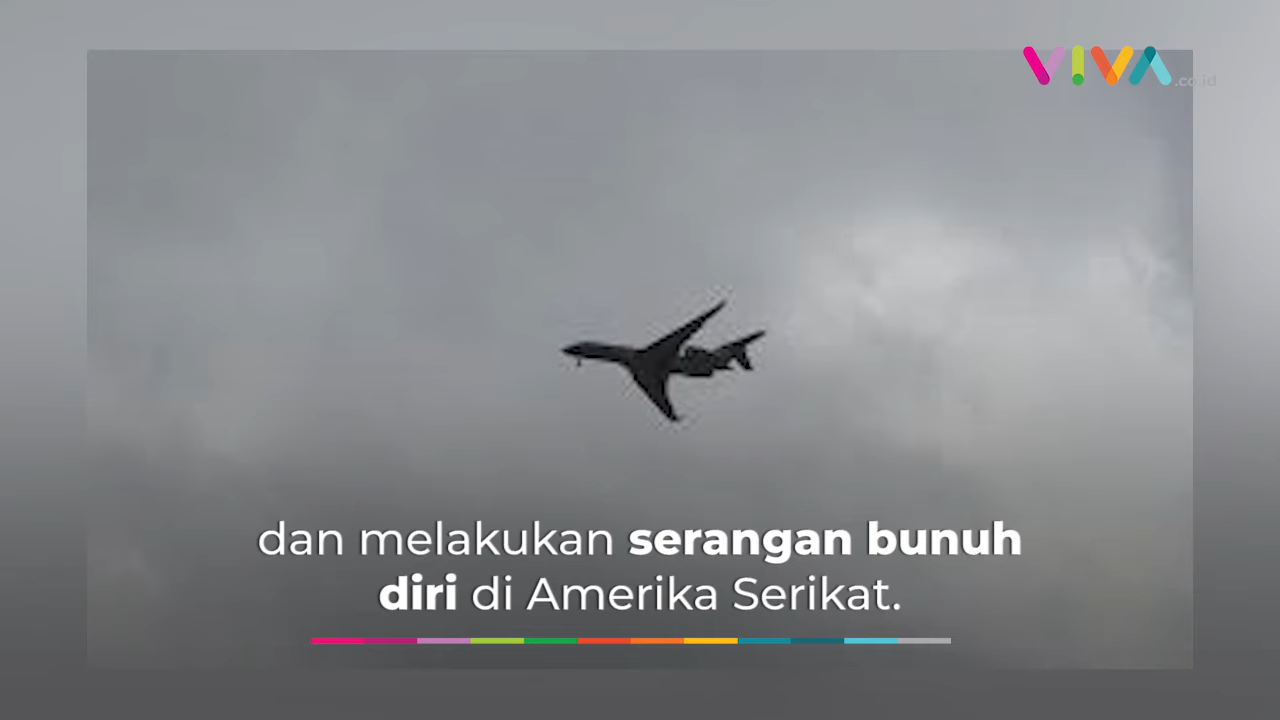 VIVA.co.id
dan melakukan serangan bunuh
diri di Amerika Serikat.